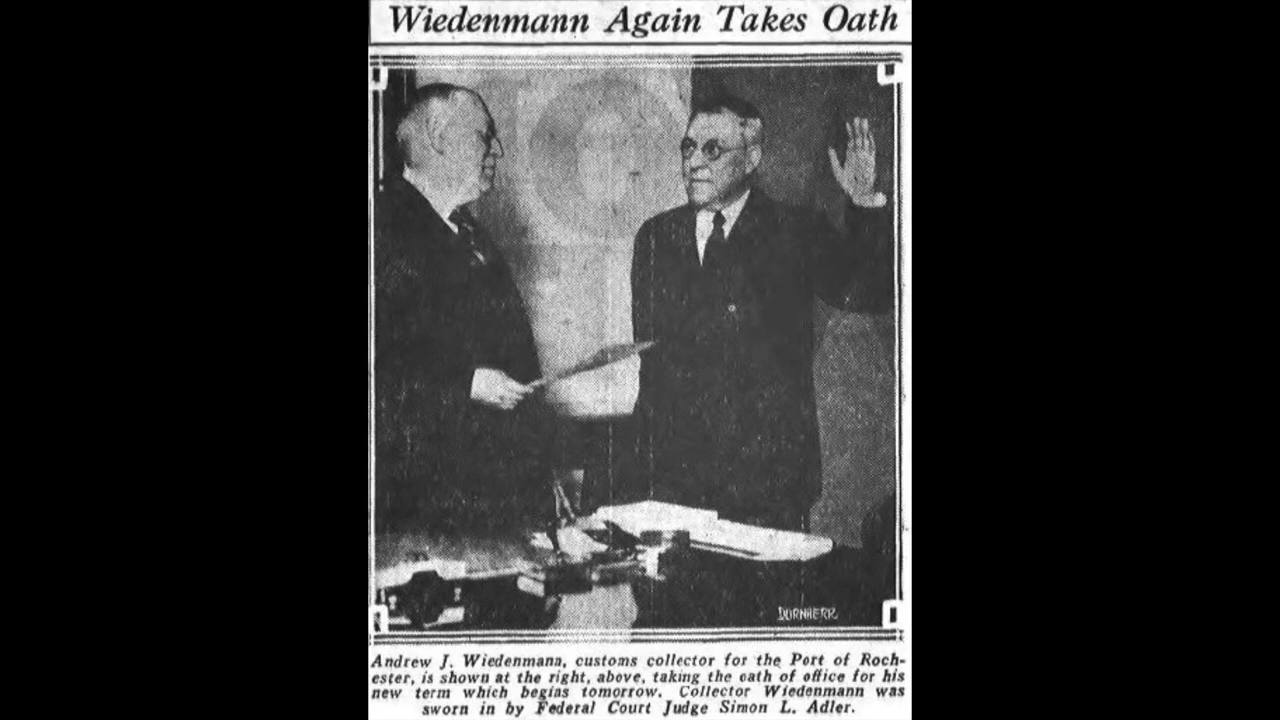 Wiedenmann Again Takes Oath
DORNHERR
Andrew J. Wiedenmann, customs collector for the Port of Roch-
ester, is shown at the right, above, taking the oath of office for his
new term which begins tomorrow. Collector Wiedenmann was
sworn in by Federal Court Judge Simon L. Adler.